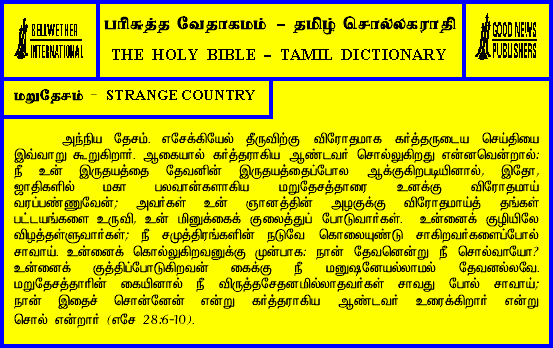 BELLWETHER
INTERNATIONAL
பரிசுத்த வேதாகமம் - தமிழ் சொல்லகராதி
THE HOLY BIBLE - TAMIL DICTIONARY
GOOD NEWS
PUBLISHERS
மறுதேசம் - STRANGE COUNTRY
அந்நிய தேசம். எசேக்கியேல் தீருவிற்கு விரோதமாக கர்த்தருடைய செய்தியை
இவ்வாறு கூறுகிறார். ஆகையால் கர்த்தராகிய ஆண்டவர் சொல்லுகிறது என்னவென்றால்:
நீ உன் இருதயத்தை தேவனின் இருதயத்தைப்போல ஆக்குகிறபடியினால், இதோ,
ஜாதிகளில் மகா பலவான்களாகிய மறுதேசத்தாரை உனக்கு விரோதமாய்
வரப்பண்ணுவேன்; அவர்கள் உன் ஞானத்தின் அழகுக்கு விரோதமாய்த் தங்கள்
பட்டயங்களை உருவி, உன் மினுக்கைக் குலைத்துப் போடுவார்கள். உன்னைக் குழியிலே
விழத்தள்ளுவார்கள்; நீ சமுத்திரங்களின் நடுவே கொலையுண்டு சாகிறவர்களைப்போல்
சாவாய். உன்னைக் கொல்லுகிறவனுக்கு முன்பாக: நான் தேவனென்று நீ சொல்வாயோ?
உன்னைக் குத்திப்போடுகிறவன் கைக்கு நீ மனுஷனேயல்லாமல் தேவனல்லவே.
மறுதேசத்தாரின் கையினால் நீ விருத்தசேதனமில்லாதவர்கள் சாவது போல் சாவாய்;
நான் இதைச் சொன்னேன் என்று கர்த்தராகிய ஆண்டவர் உரைக்கிறார் என்று
சொல் என்றார் (எசே 28:6-10).